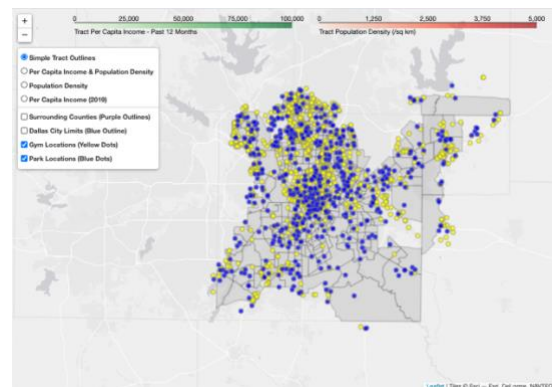 +
−
0 25,000 50,000 75,000 100,000
Tract Per Capita Income - Past 12 Months
0 1,250 2,500 3,750 5,000
Tract Population Density (/sq km)
Simple Tract Outlines
Per Capita Income & Population Density
Population Density
Per Capita Income (2019)
Surrounding Counties (Purple Outlines)
Dallas City Limits (Blue Outline)
Gym Locations (Yellow Dots)
Park Locations (Blue Dots)
Leaflet | Tiles © Esri — Esri, DeLorme, NAVTEQ